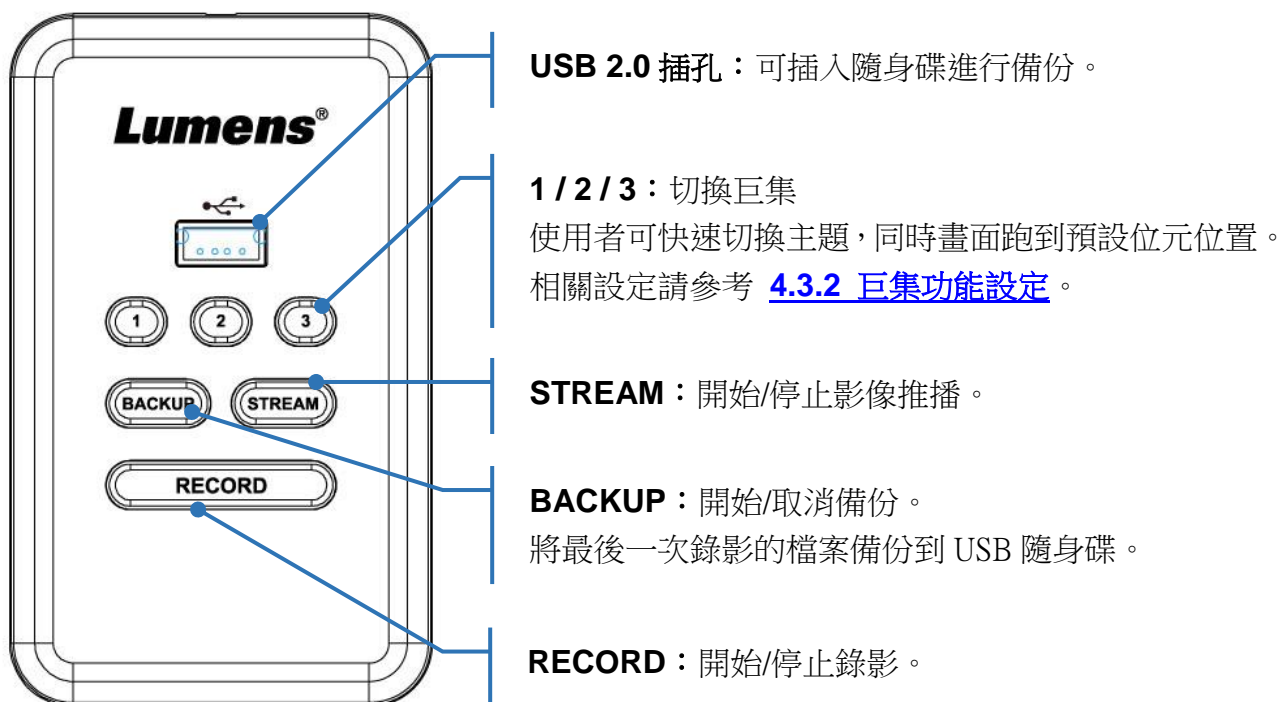 Lumens®
1
2
3
BACKUP
STREAM
RECORD
USB 2.0 插孔：可插入隨身碟進行備份。
1 / 2 / 3：切換巨集
使用者可快速切換主題，同時畫面跑到預設位元位置。
相關設定請參考 4.3.2 巨集功能設定。
STREAM：開始/停止影像推播。
BACKUP：開始/取消備份。
將最後一次錄影的檔案備份到 USB 隨身碟。
RECORD：開始/停止錄影。